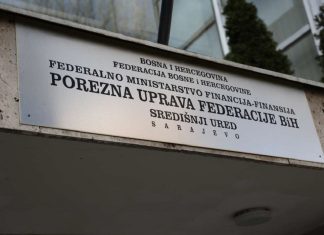 BOSNA I HERCEGOVINA
FEDERACIJA BOSNE I HERCEGOVINE
FEDERALNO MINISTARSTVO FINANCIJA-FINANSIJA
POREZNA UPRAVA FEDERACIJE BiH
SREDIŠNJI URED
SARAJEVO